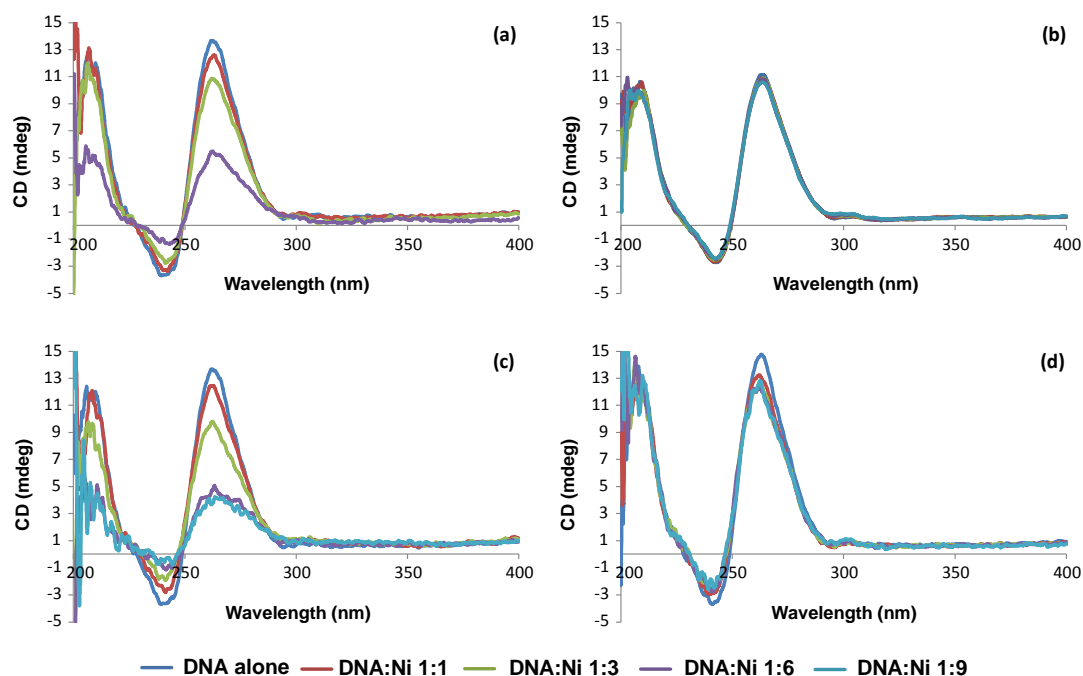 (a)
15
13
11
9
7
5
3
1
-1
-3
-5
CD (mdeg)
200 250 300 350 400
Wavelength (nm)
(b)
15
13
11
9
7
5
3
1
-1
-3
-5
CD (mdeg)
200 250 300 350 400
Wavelength (nm)
(c)
15
13
11
9
7
5
3
1
-1
-3
-5
CD (mdeg)
200 250 300 350 400
Wavelength (nm)
(d)
15
13
11
9
7
5
3
1
-1
-3
-5
CD (mdeg)
200 250 300 350 400
Wavelength (nm)
DNA alone DNA:Ni 1:1 DNA:Ni 1:3 DNA:Ni 1:6 DNA:Ni 1:9